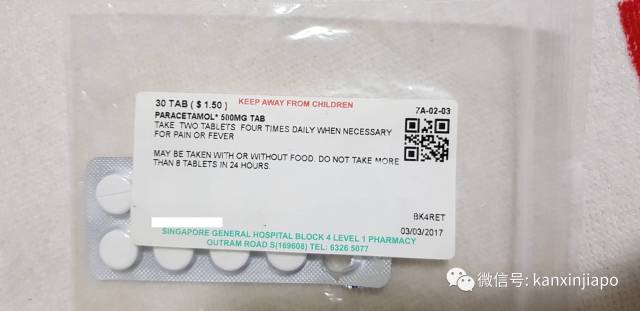 30 TAB ( $ 1.50 ) KEEP AWAY FROM CHILDREN 7A-02-03
PARACETAMOL* 500MG TAB
TAKE TWO TABLETS FOUR TIMES DAILY WHEN NECESSARY
FOR PAIN OR FEVER
MAY BE TAKEN WITH OR WITHOUT FOOD. DO NOT TAKE MORE
THAN 8 TABLETS IN 24 HOURS.
BK4RET
03/03/2017
SINGAPORE GENERAL HOSPITAL BLOCK 4 LEVEL 1 PHARMACY
OUTRAM ROAD S(169608) TEL: 6326 5077
微信号: kanxinjiapo